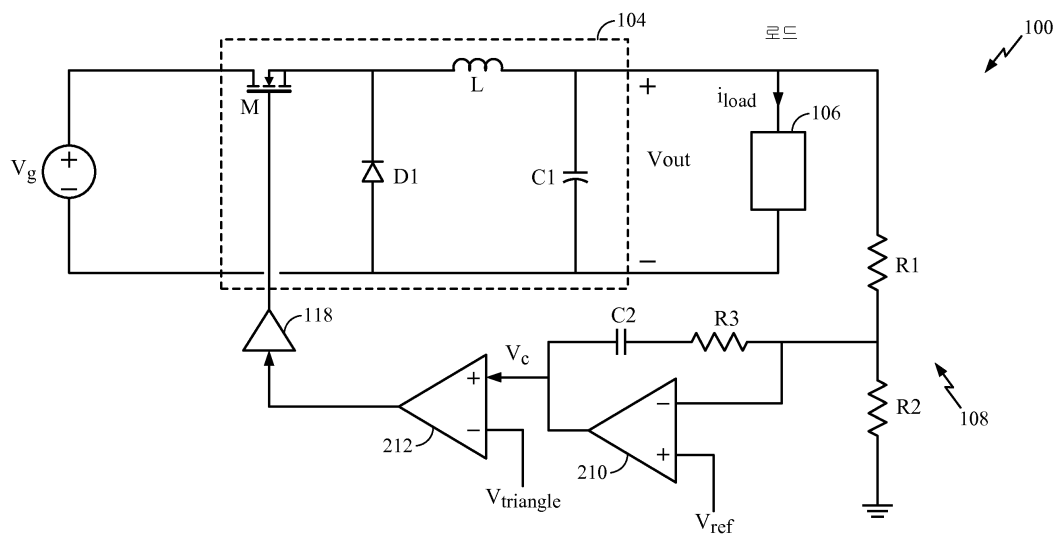 104
로드
100
M
L
+
i_load
106
V_g
+
−
D1
C1
Vout
−
R1
118
C2
R3
V_c
+
−
R2
212
−
+
210
108
V_triangle
V_ref